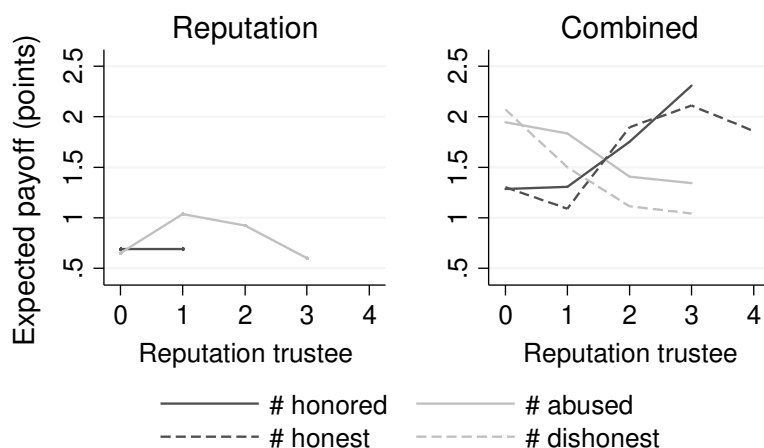 Reputation Combined
Expected payoff (points)
2.5 2.5
2 2
1.5 1.5
1 1
.5 .5
0 1 2 3 4 0 1 2 3 4
Reputation trustee Reputation trustee
# honored # abused
# honest # dishonest